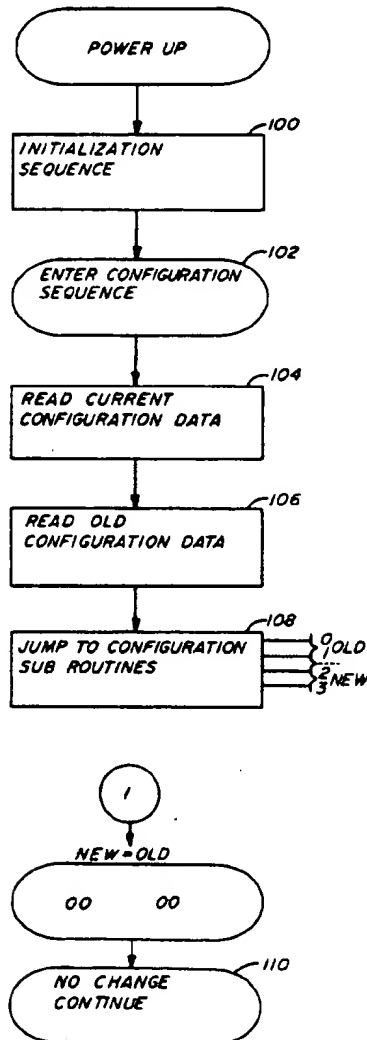 POWER UP
100
INITIALIZATION
SEQUENCE
102
ENTER CONFIGURATION
SEQUENCE
104
READ CURRENT
CONFIGURATION DATA
106
READ OLD
CONFIGURATION DATA
108
JUMP TO CONFIGURATION
SUB ROUTINES
0
1
OLD
2
3
NEW
1
NEW = OLD
00 00
110
NO CHANGE
CONTINUE